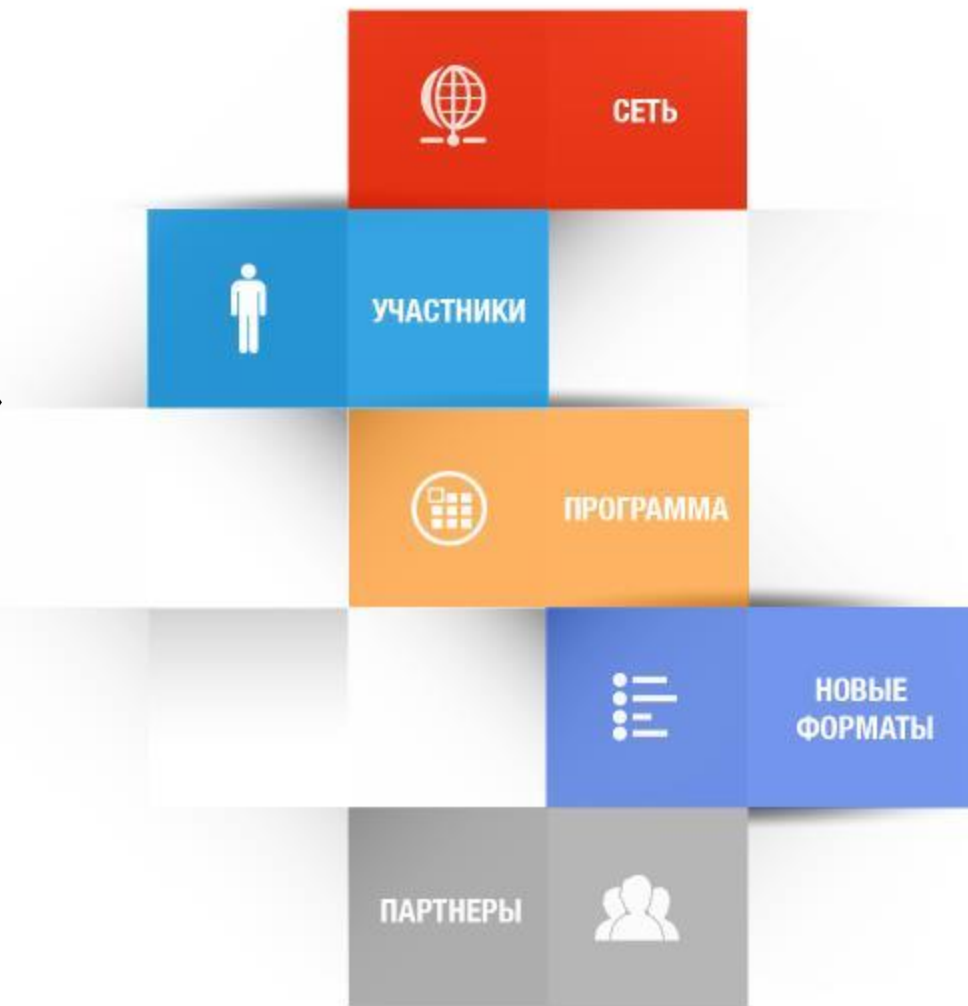 СЕТЬ
УЧАСТНИКИ
ПРОГРАММА
НОВЫЕ
ФОРМАТЫ
ПАРТНЕРЫ